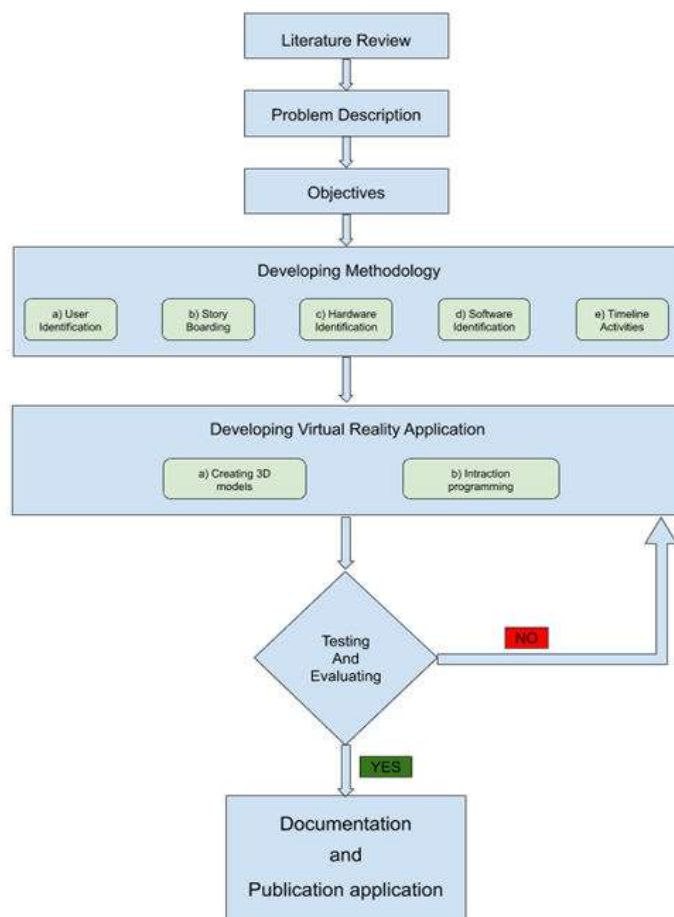 Literature Review
Problem Description
Objectives
Developing Methodology
a) User
Identification
b) Story
Boarding
c) Hardware
Identification
d) Software
Identification
e) Timeline
Activities
Developing Virtual Reality Application
a) Creating 3D
models
b) Intraction
programming
Testing
And
Evaluating
NO
YES
Documentation
and
Publication application